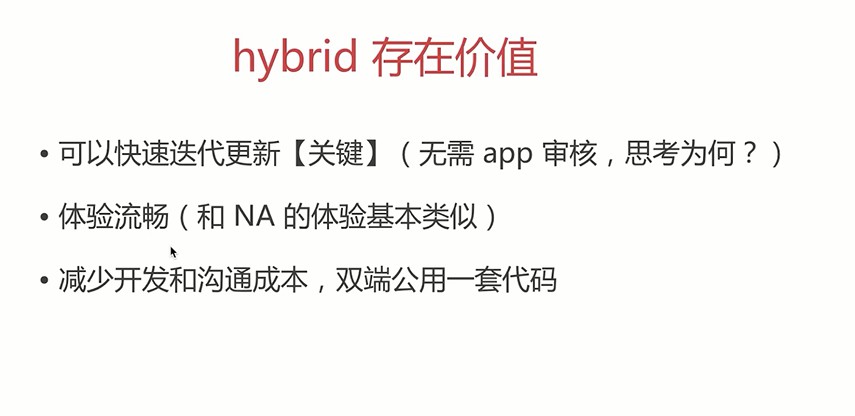 hybrid 存在价值
• 可以快速迭代更新【关键】（无需 app 审核，思考为何？）
• 体验流畅（和 NA 的体验基本类似）
• 减少开发和沟通成本，双端公用一套代码